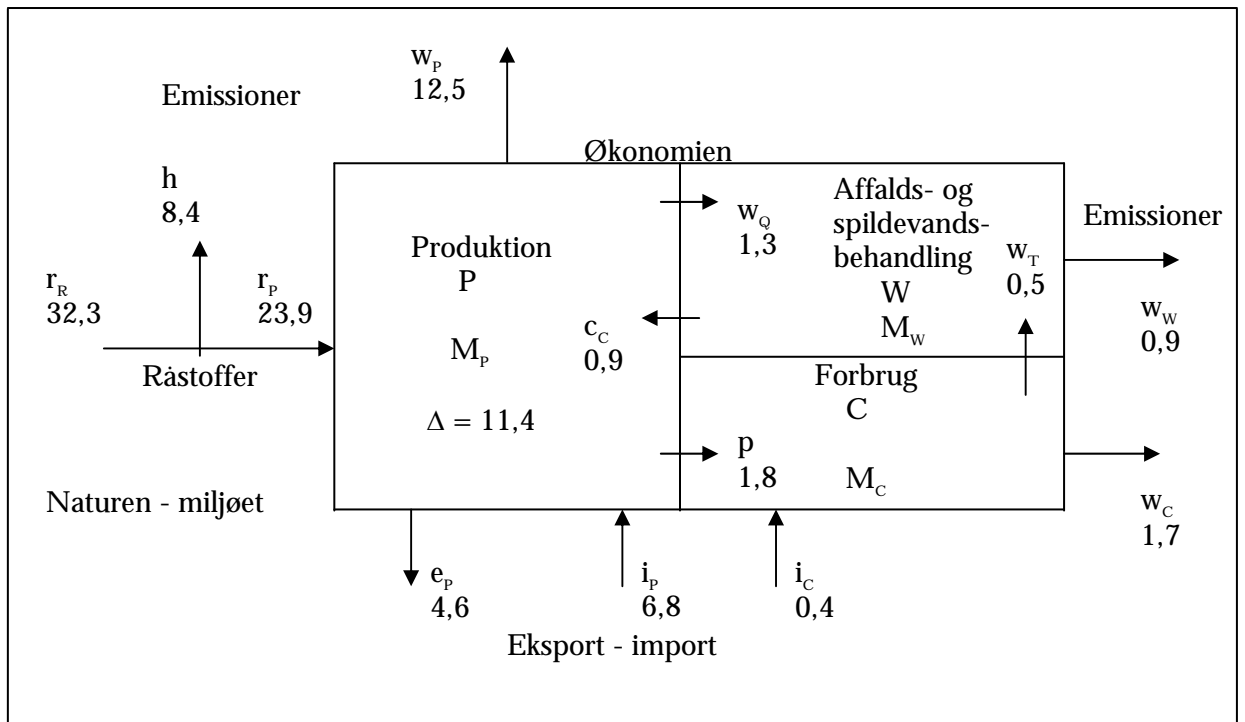 w_P
12,5
Emissioner
Økonomien
h
8,4
r_R
32,3
r_P
23,9
Råstoffer
Produktion
P
M_P
Δ = 11,4
w_Q
1,3
c_C
0,9
p
1,8
Affalds- og
spildevands-
behandling
W
M_W
w_T
0,5
Forbrug
C
M_C
Emissioner
w_W
0,9
w_C
1,7
Naturen - miljøet
e_P
4,6
i_P
6,8
i_C
0,4
Eksport - import